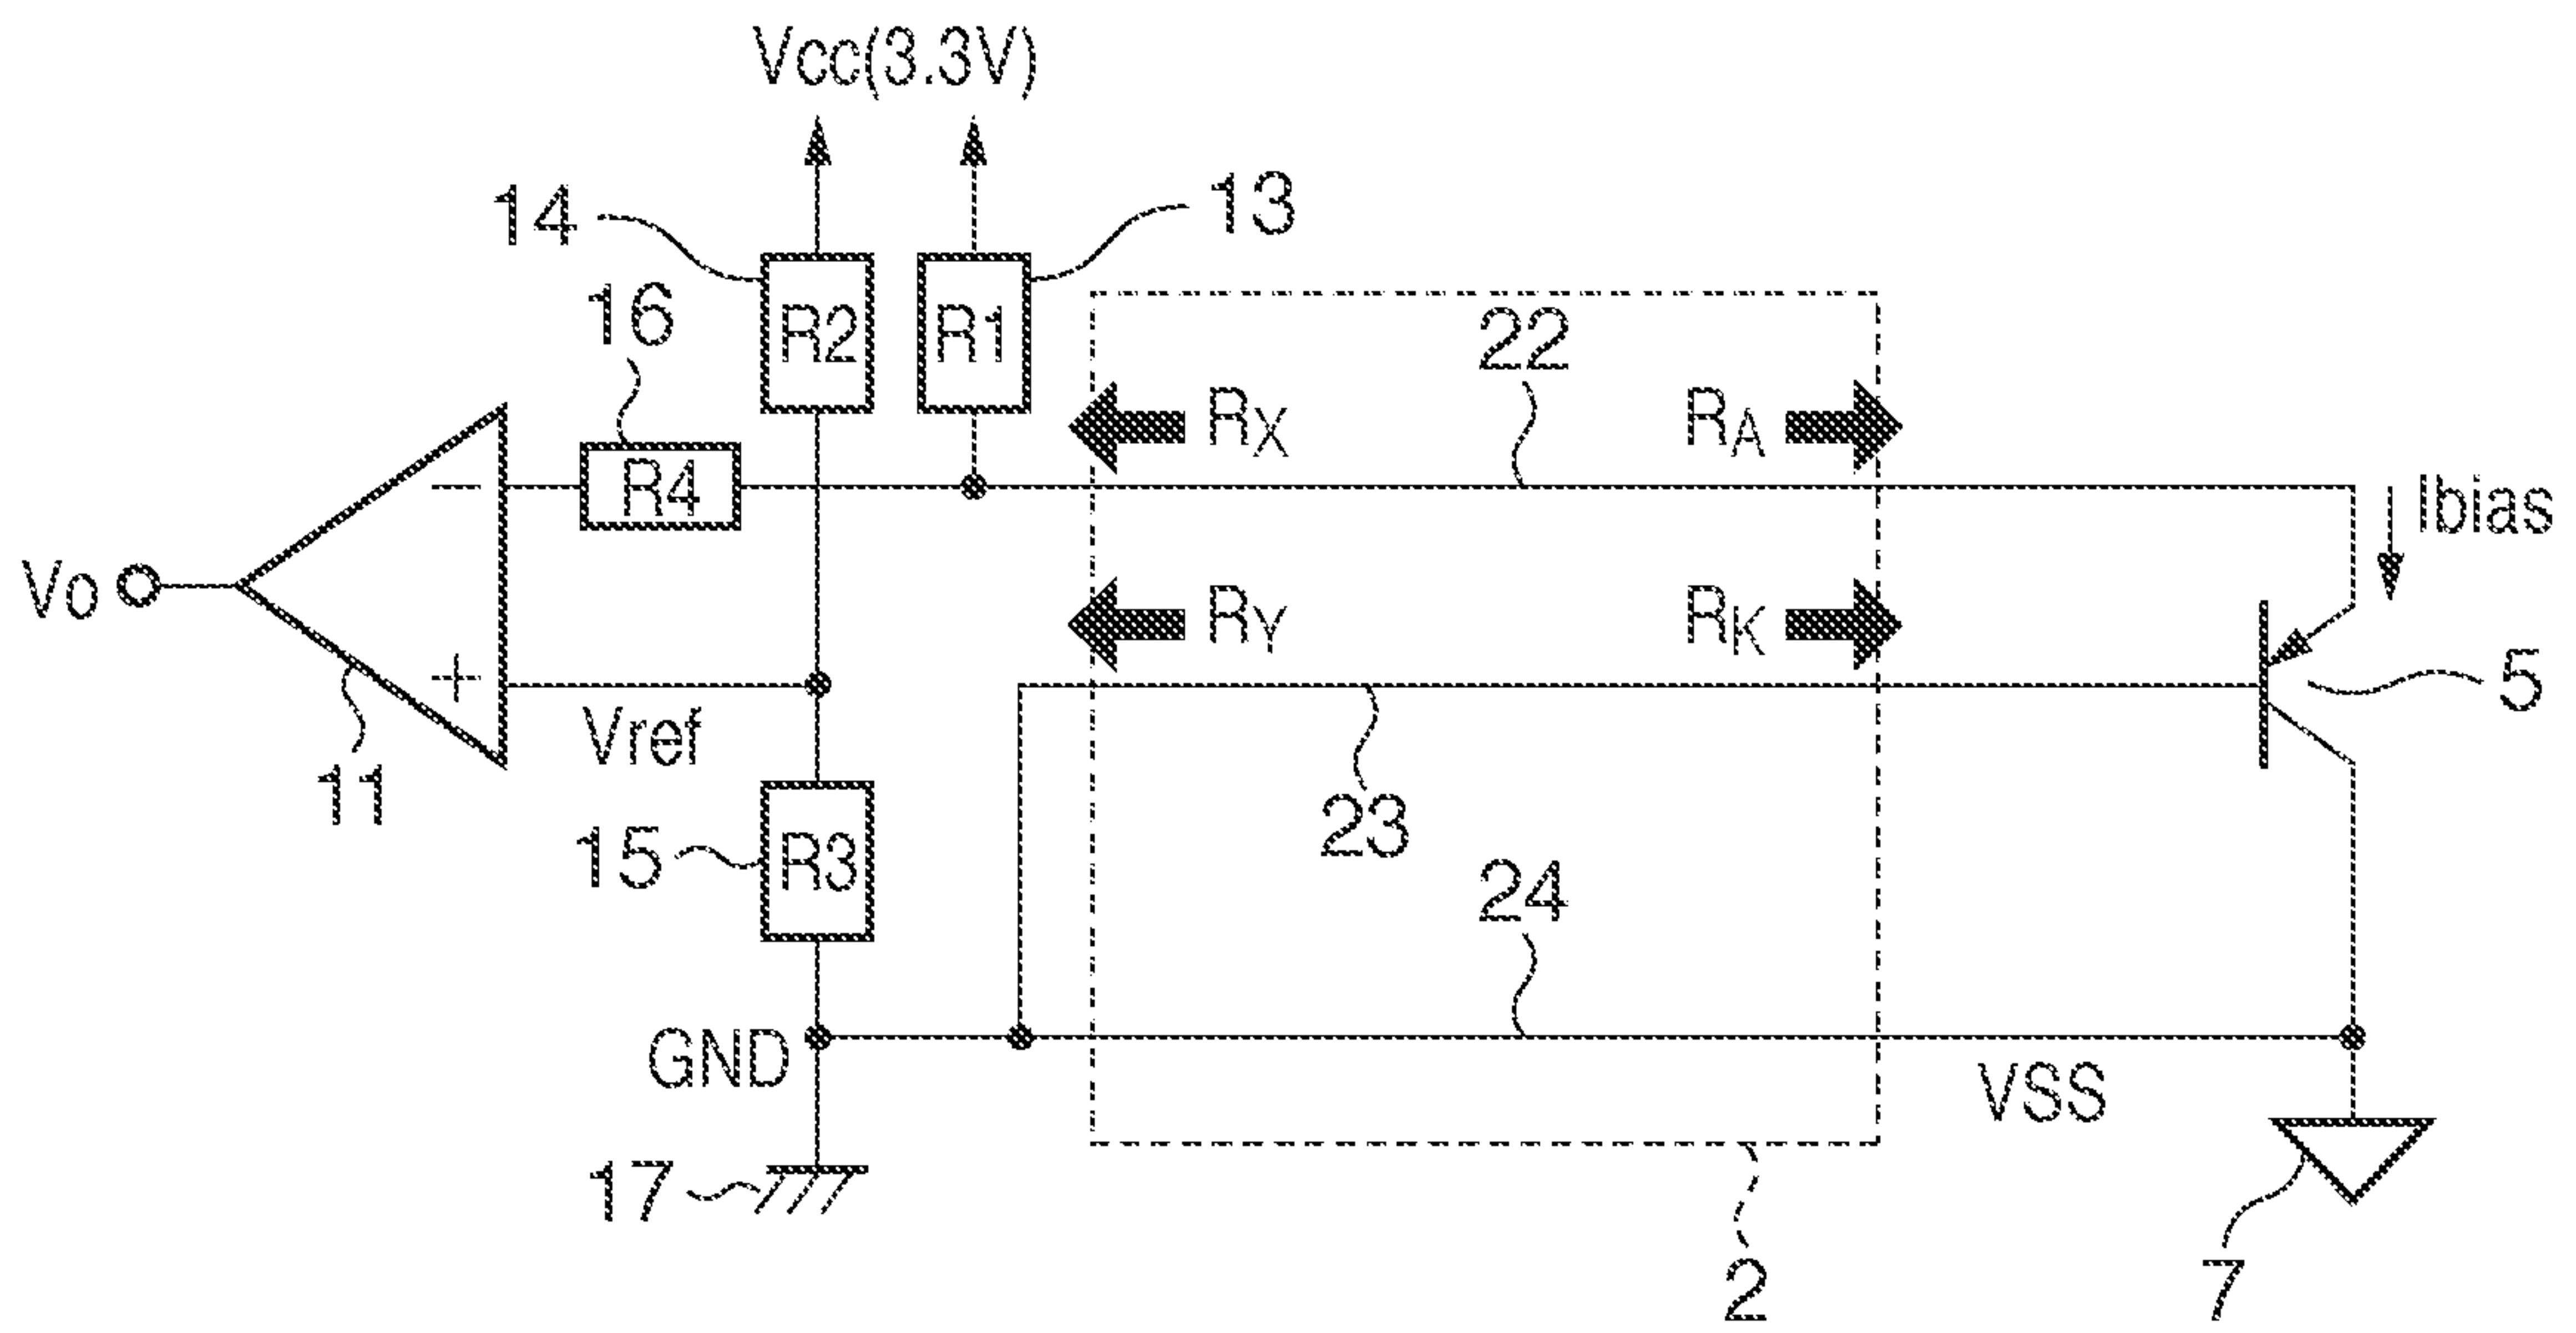 Vcc(3.3V)
14
13
16
R2
R1
22
RX
RA
R4
Ibias
Vo
RY
RK
5
Vref
11
23
15
R3
24
GND
VSS
17
2
7